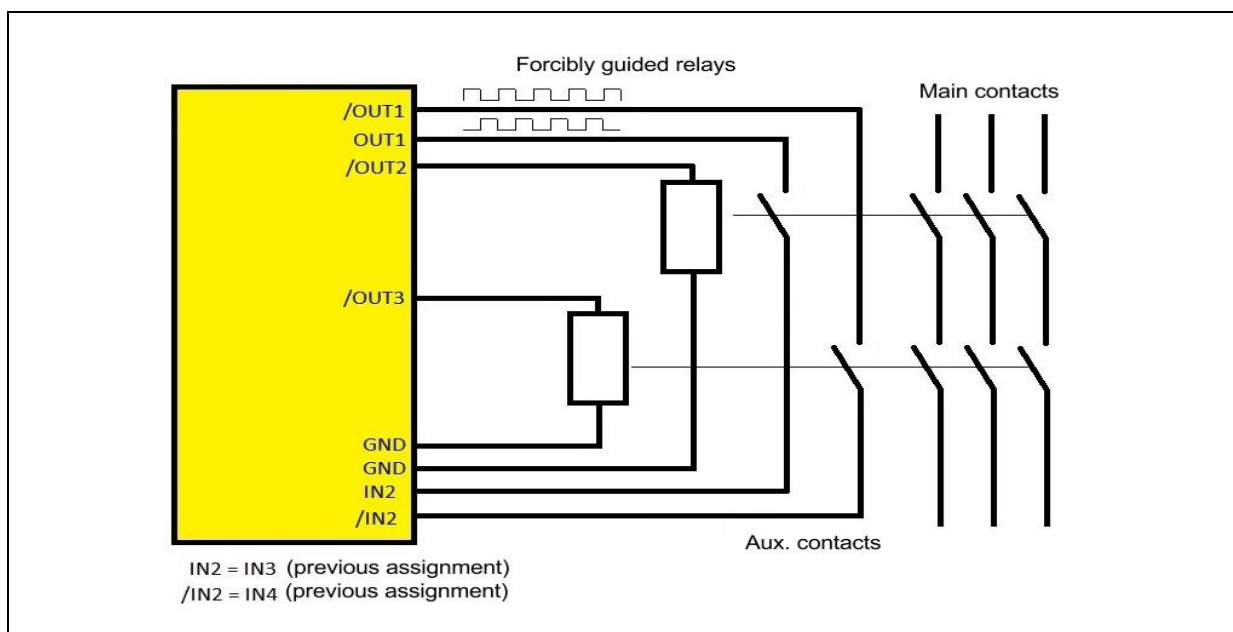 Forcibly guided relays
Main contacts
/OUT1
OUT1
/OUT2
/OUT3
GND
GND
IN2
/IN2
Aux. contacts
IN2 = IN3 (previous assignment)
/IN2 = IN4 (previous assignment)